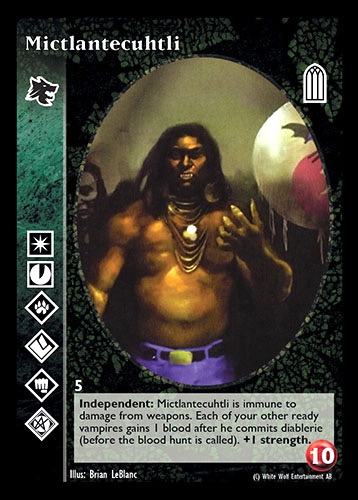 Mictlantecuhtli
5
Independent: Mictlantecuhtli is immune to
damage from weapons. Each of your other ready
vampires gains 1 blood after he commits diablerie
(before the blood hunt is called). +1 strength.
10
Illus: Brian LeBlanc
(C) White Wolf Entertainment AB